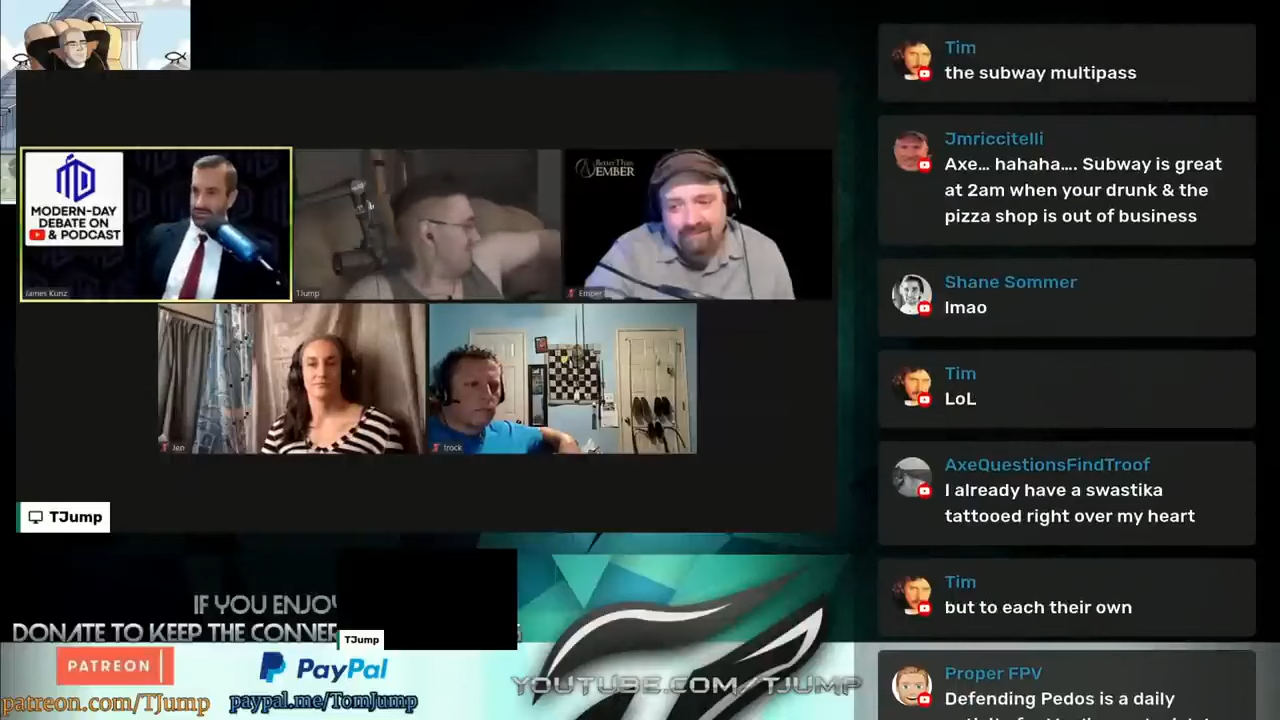 MODERN-DAY
DEBATE ON
& PODCAST
James Kunz
TJump
EMBER
Ember
Jen
trock
TJump
IF YOU ENJOY
DONATE TO KEEP THE CONVER
TJump
PATREON
PayPal
patreon.com/TJump
paypal.me/TomJump
YOUTUBE.COM/TJUMP
Tim
the subway multipass
Jmriccitelli
Axe... hahaha.... Subway is great
at 2am when your drunk & the
pizza shop is out of business
Shane Sommer
lmao
Tim
LoL
AxeQuestionsFindTroof
I already have a swastika
tattooed right over my heart
Tim
but to each their own
Proper FPV
Defending Pedos is a daily